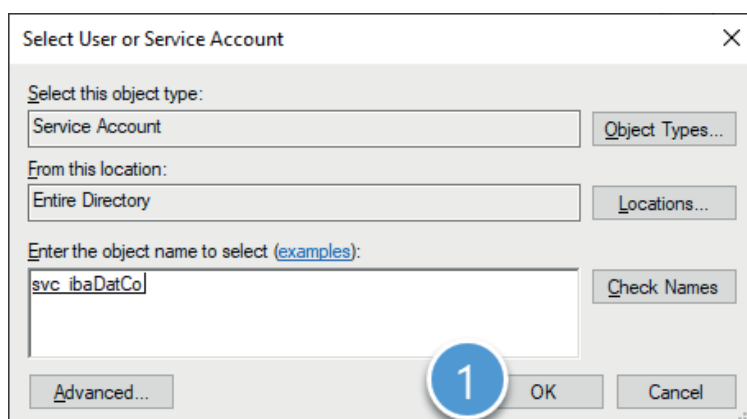 Select User or Service Account
Select this object type:
Service Account
Object Types...
From this location:
Entire Directory
Locations...
Enter the object name to select (examples):
svc_ibaDatCo
Check Names
Advanced...
1
OK
Cancel